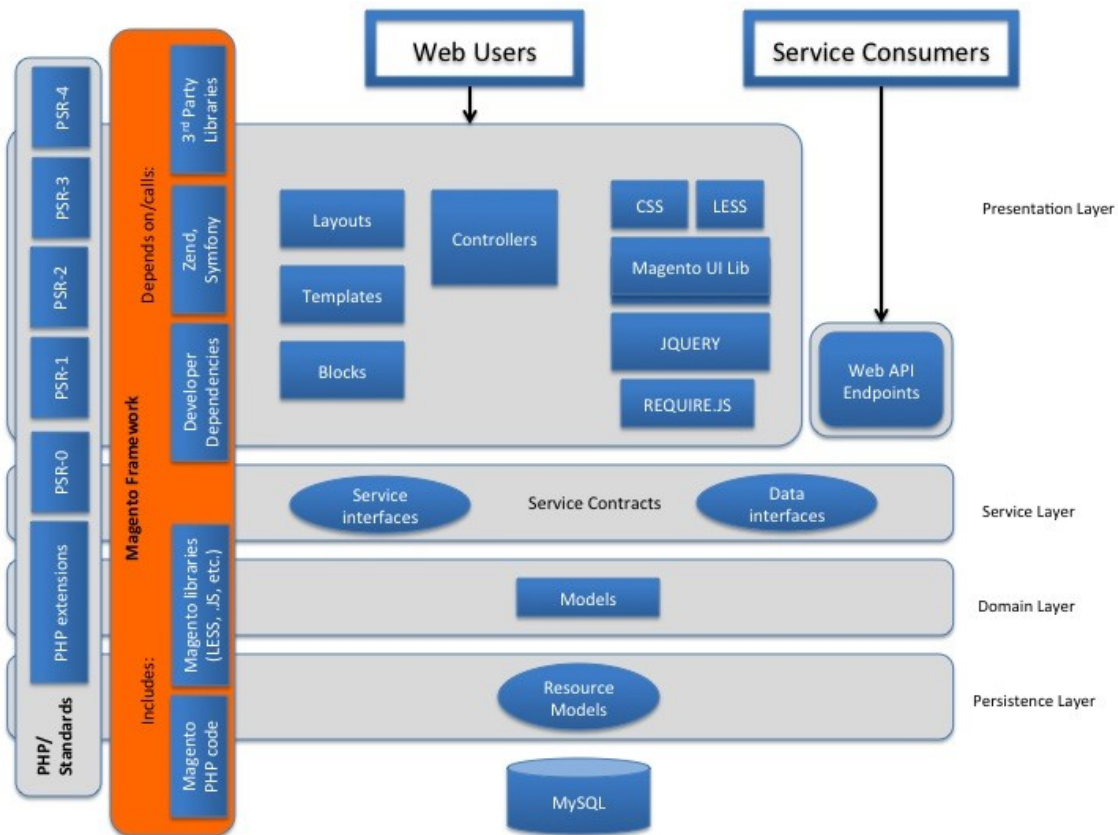 Web Users
Service Consumers
PSR-4
PSR-3
PSR-2
PSR-1
PSR-0
PHP extensions
PHP/
Standards
Magento Framework
Depends on/calls:
3rd Party
Libraries
Zend,
Symfony
Developer
Dependencies
Includes:
Magento libraries
(LESS, .JS, etc.)
Magento
PHP code
Layouts
Templates
Blocks
Controllers
CSS
LESS
Magento UI Lib
JQUERY
REQUIRE.JS
Web API
Endpoints
Presentation Layer
Service
interfaces
Service Contracts
Data
interfaces
Service Layer
Models
Domain Layer
Resource
Models
Persistence Layer
MySQL